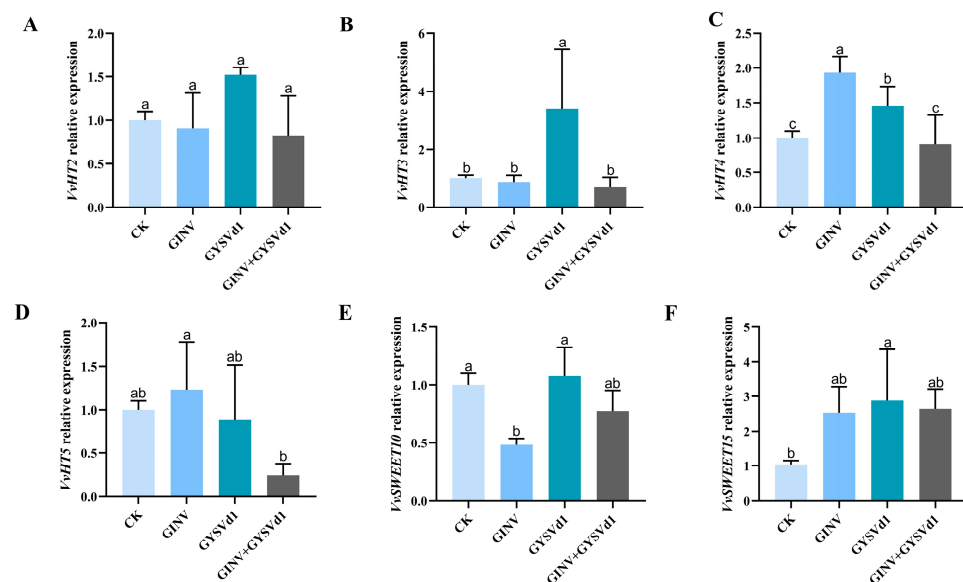 A
VvHT2 relative expression
2.0
1.5
1.0
0.5
0.0
a
a
a
a
CK
GINV
GYSVd1
GINV+GYSVd1
B
VvHT3 relative expression
6
4
2
0
b
b
a
b
CK
GINV
GYSVd1
GINV+GYSVd1
C
VvHT4 relative expression
2.5
2.0
1.5
1.0
0.5
0.0
c
a
b
c
CK
GINV
GYSVd1
GINV+GYSVd1
D
VvHT5 relative expression
2.0
1.5
1.0
0.5
0.0
ab
a
ab
b
CK
GINV
GYSVd1
GINV+GYSVd1
E
VvSWEET10 relative expression
1.5
1.0
0.5
0.0
a
b
a
ab
CK
GINV
GYSVd1
GINV+GYSVd1
F
VvSWEET15 relative expression
5
4
3
2
1
0
b
ab
a
ab
CK
GINV
GYSVd1
GINV+GYSVd1